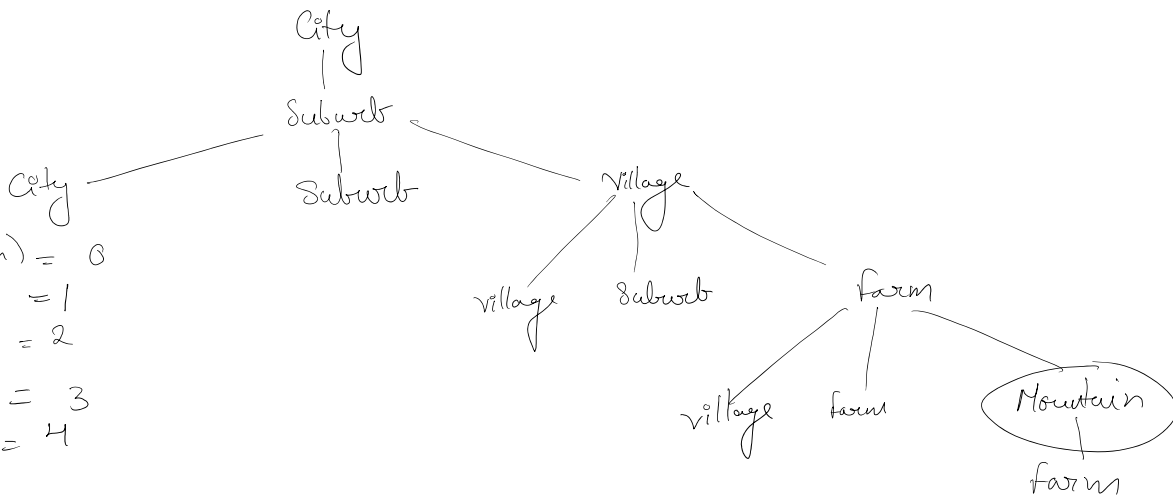 City
Suburb
City Suburb Village
n) = 0
= 1
= 2
= 3
= 4
Village Suburb Farm
Village Farm Mountain
Farm